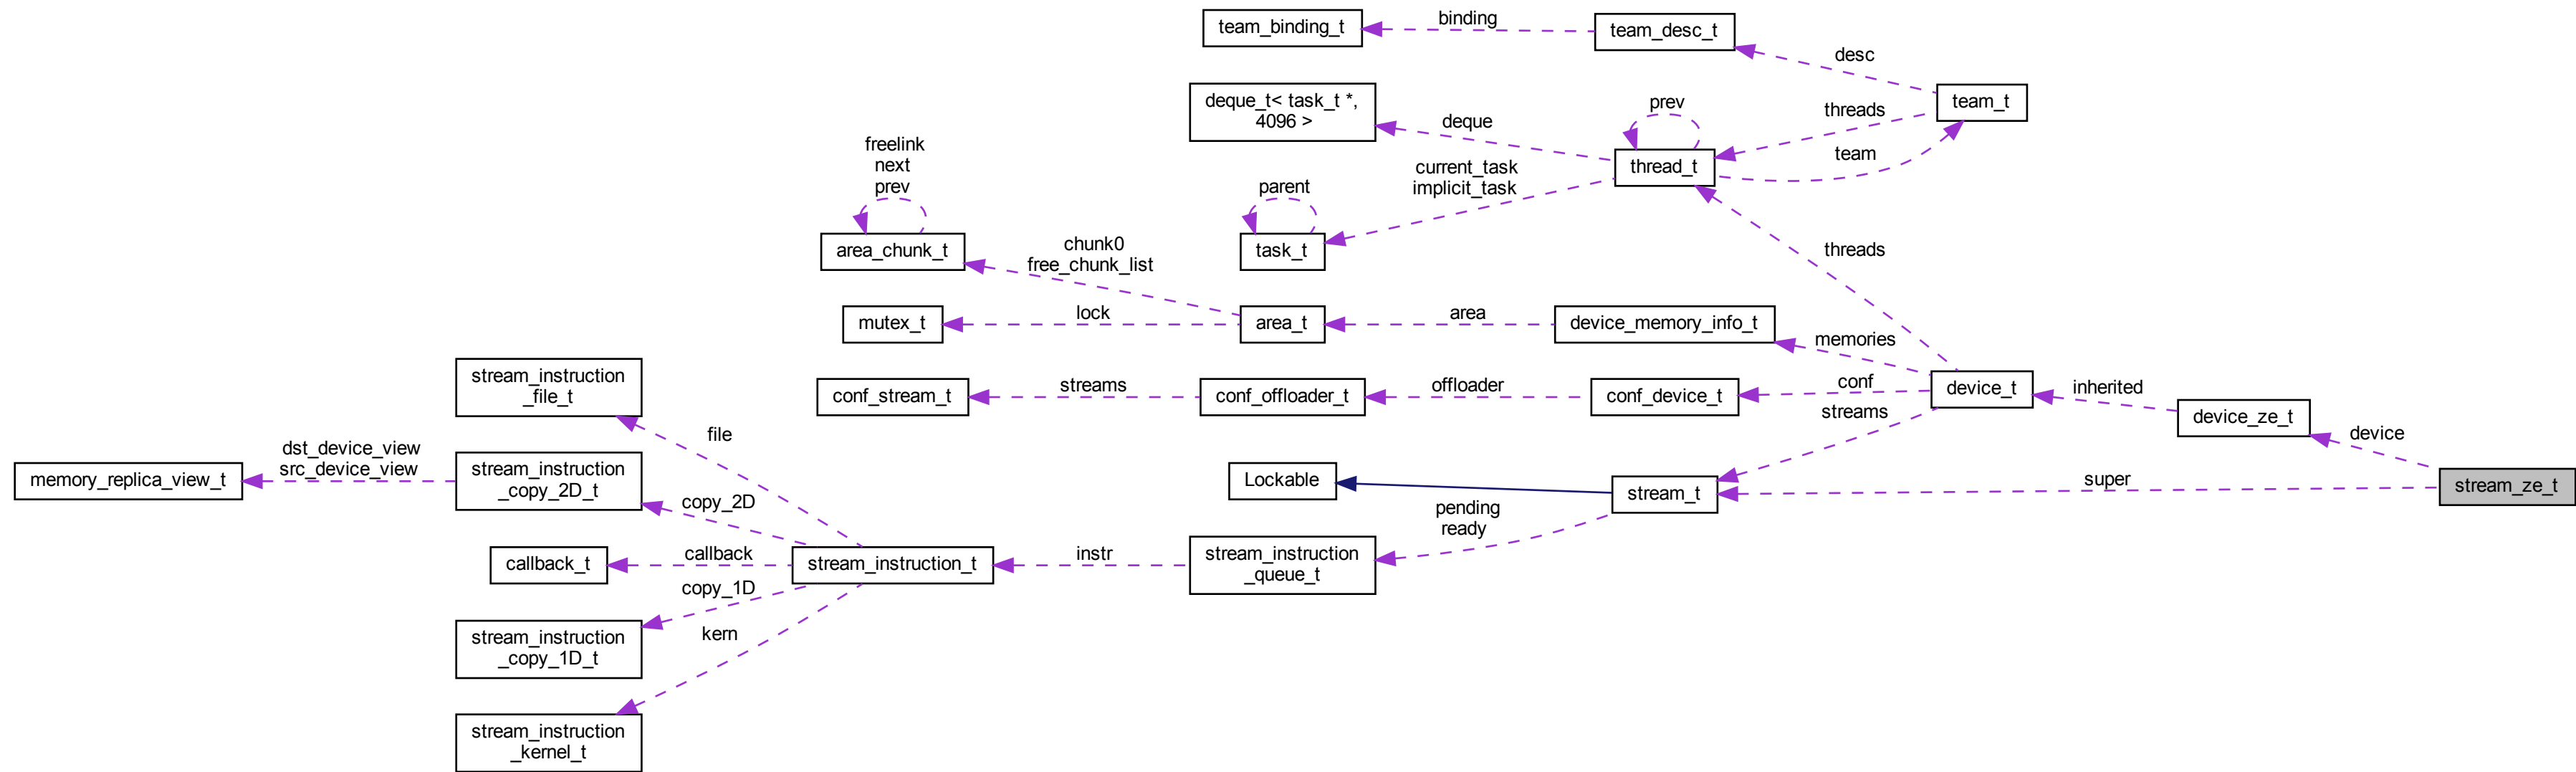 team_binding_t
binding
team_desc_t
desc
deque_t< task_t *,
4096 >
deque
prev
threads
team_t
team
thread_t
freelink
next
prev
current_task
implicit_task
parent
area_chunk_t
chunk0
free_chunk_list
task_t
threads
mutex_t
lock
area_t
area
device_memory_info_t
memories
stream_instruction
_file_t
conf_stream_t
streams
conf_offloader_t
offloader
conf_device_t
conf
device_t
inherited
device_ze_t
streams
file
device
dst_device_view
src_device_view
memory_replica_view_t
stream_instruction
_copy_2D_t
copy_2D
Lockable
stream_t
super
stream_ze_t
pending
ready
callback_t
callback
stream_instruction_t
instr
stream_instruction
_queue_t
copy_1D
stream_instruction
_copy_1D_t
kern
stream_instruction
_kernel_t